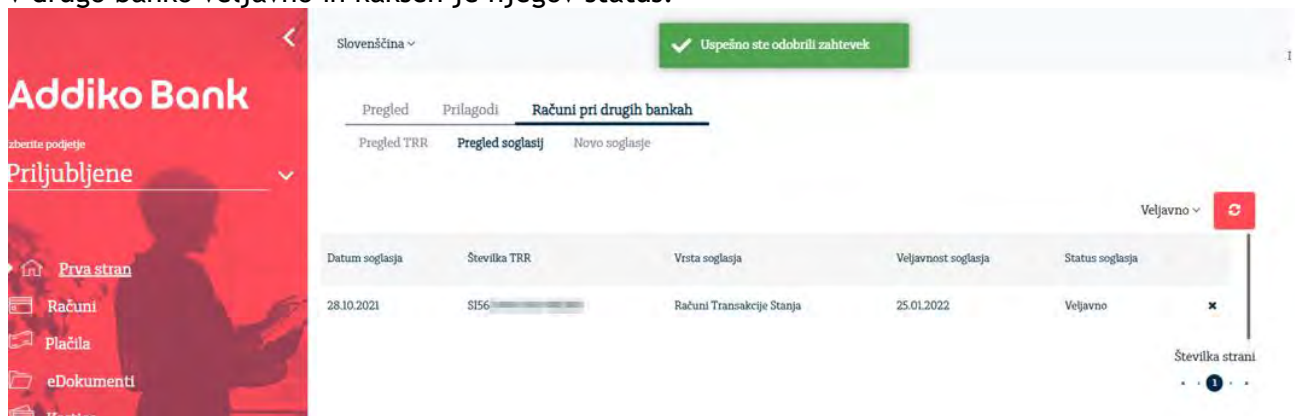 v drugo banko veljavno in kakšen je njegov status.
Slovenščina
Uspešno ste odobrili zahtevek
Addiko Bank
Izberite podjetje
Priljubljene
Pregled Prilagodi Računi pri drugih bankah
Pregled TRR Pregled soglasij Novo soglasje
Veljavno
Datum soglasja Številka TRR Vrsta soglasja Veljavnost soglasja Status soglasja
28.10.2021 SI56 Računi Transakcije Stanja 25.01.2022 Veljavno
Številka strani
1
Prva stran
Računi
Plačila
eDokumenti